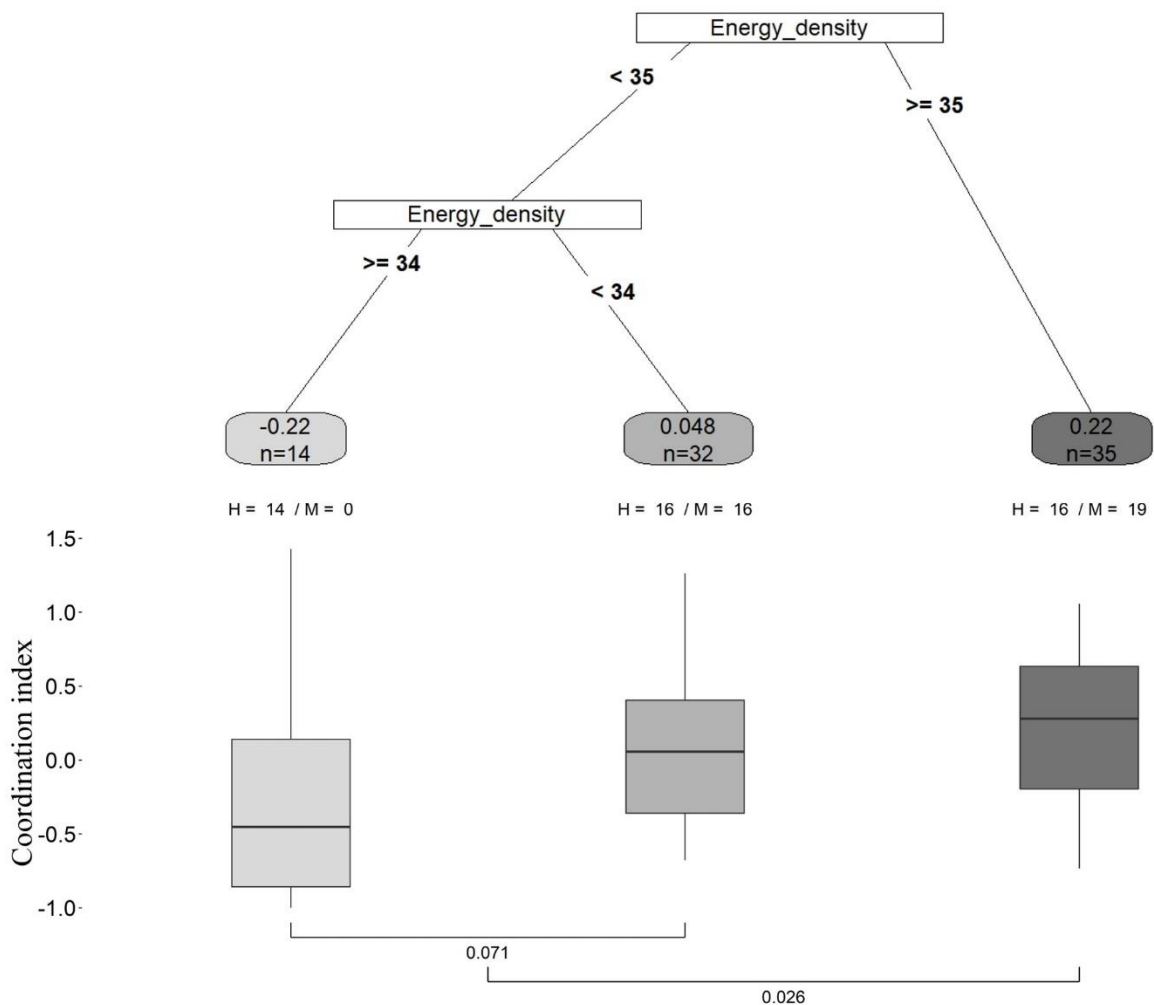 Energy_density
< 35
>= 35
Energy_density
>= 34
< 34
-0.22
n=14
0.048
n=32
0.22
n=35
H = 14 / M = 0
H = 16 / M = 16
H = 16 / M = 19
Coordination index
1.5
1.0
0.5
0.0
-0.5
-1.0
0.071
0.026